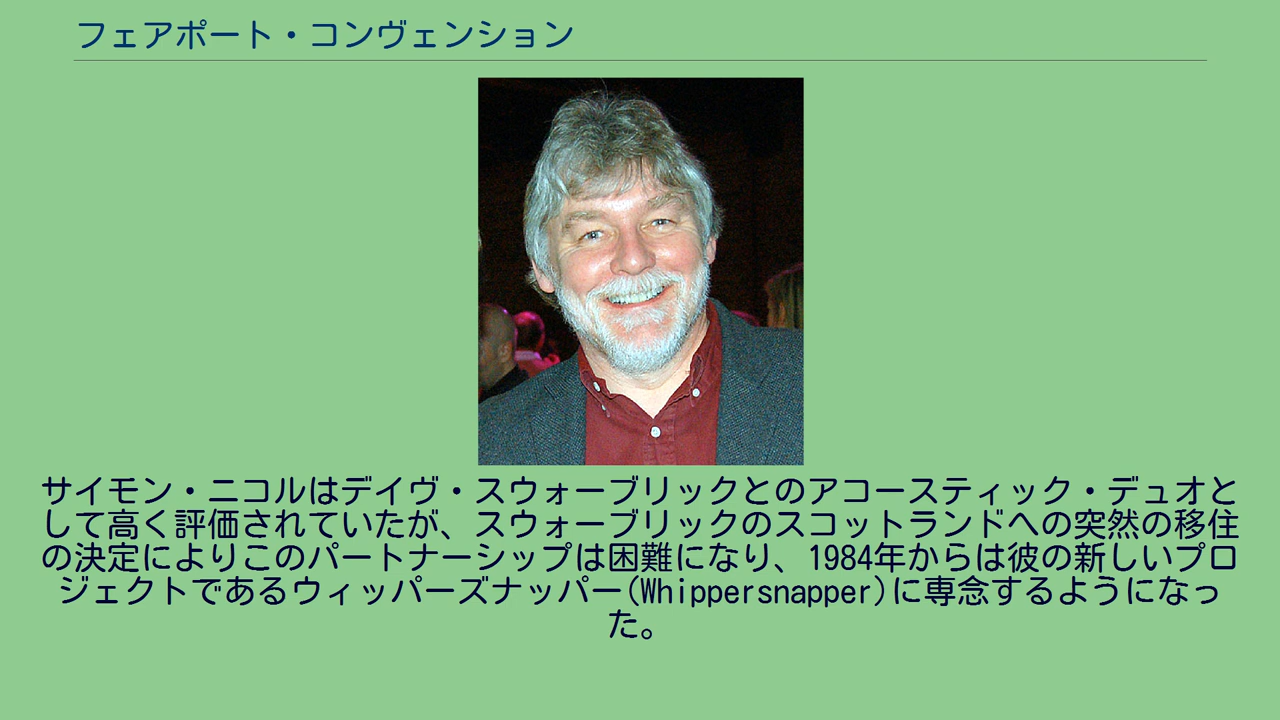 フェアポート・コンヴェンション
サイモン・ニコルはデイヴ・スウォーブリックとのアコースティック・デュオと
して高く評価されていたが、スウォーブリックのスコットランドへの突然の移住
の決定によりこのパートナーシップは困難になり、1984年からは彼の新しいプロ
ジェクトであるウィッパーズナッパー(Whippersnapper)に専念するようになっ
た。